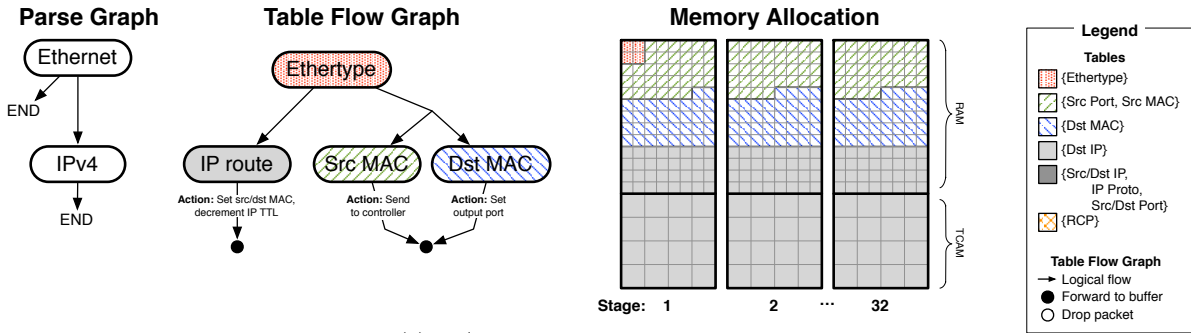 Parse Graph
Table Flow Graph
Memory Allocation
Ethernet
END
IPv4
END
Ethertype
IP route
Src MAC
Dst MAC
Action: Set src/dst MAC,
decrement IP TTL
Action: Send
to controller
Action: Set
output port
RAM
TCAM
Stage: 1 2 ... 32
Legend
Tables
{Ethertype}
{Src Port, Src MAC}
{Dst MAC}
{Dst IP}
{Src/Dst IP,
IP Proto,
Src/Dst Port}
{RCP}
Table Flow Graph
Logical flow
Forward to buffer
Drop packet